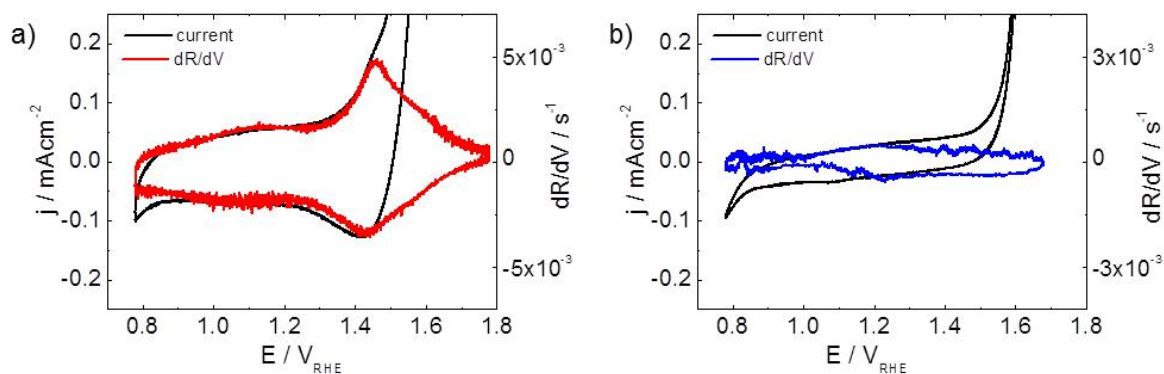 a)
current
dR/dV
0.2
0.1
0.0
-0.1
-0.2
j / mAcm⁻²
5x10⁻³
0
-5x10⁻³
dR/dV / s⁻¹
0.8 1.0 1.2 1.4 1.6 1.8
E / V_RHE
b)
current
dR/dV
0.2
0.1
0.0
-0.1
-0.2
j / mAcm⁻²
3x10⁻³
0
-3x10⁻³
dR/dV / s⁻¹
0.8 1.0 1.2 1.4 1.6 1.8
E / V_RHE